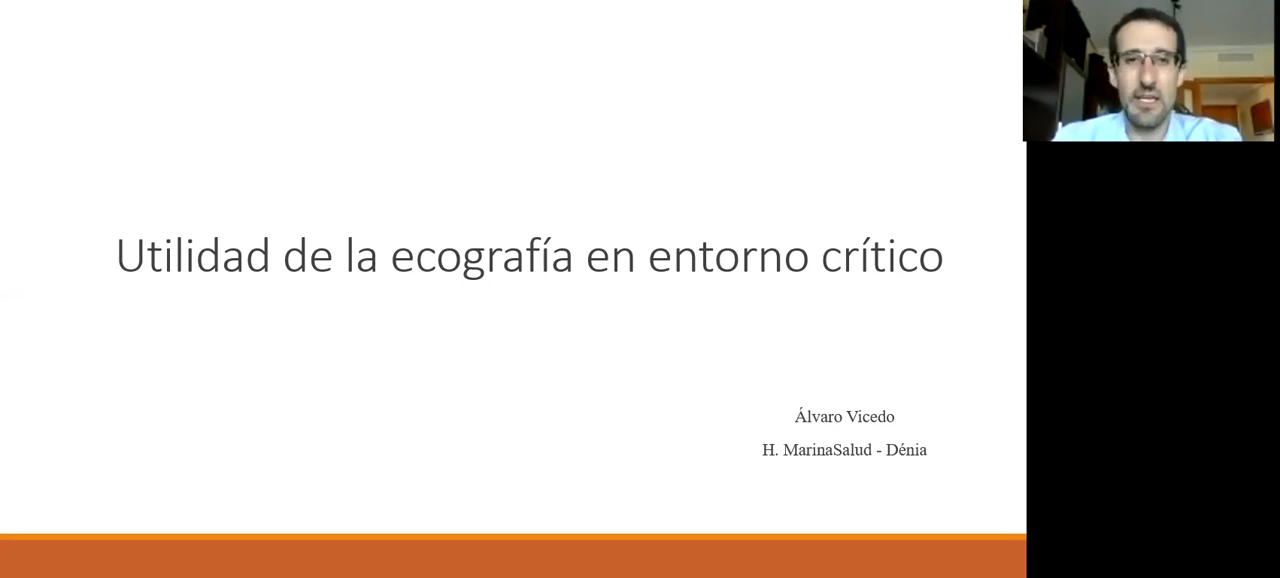 Utilidad de la ecografía en entorno crítico
Álvaro Vicedo
H. MarinaSalud - Dénia